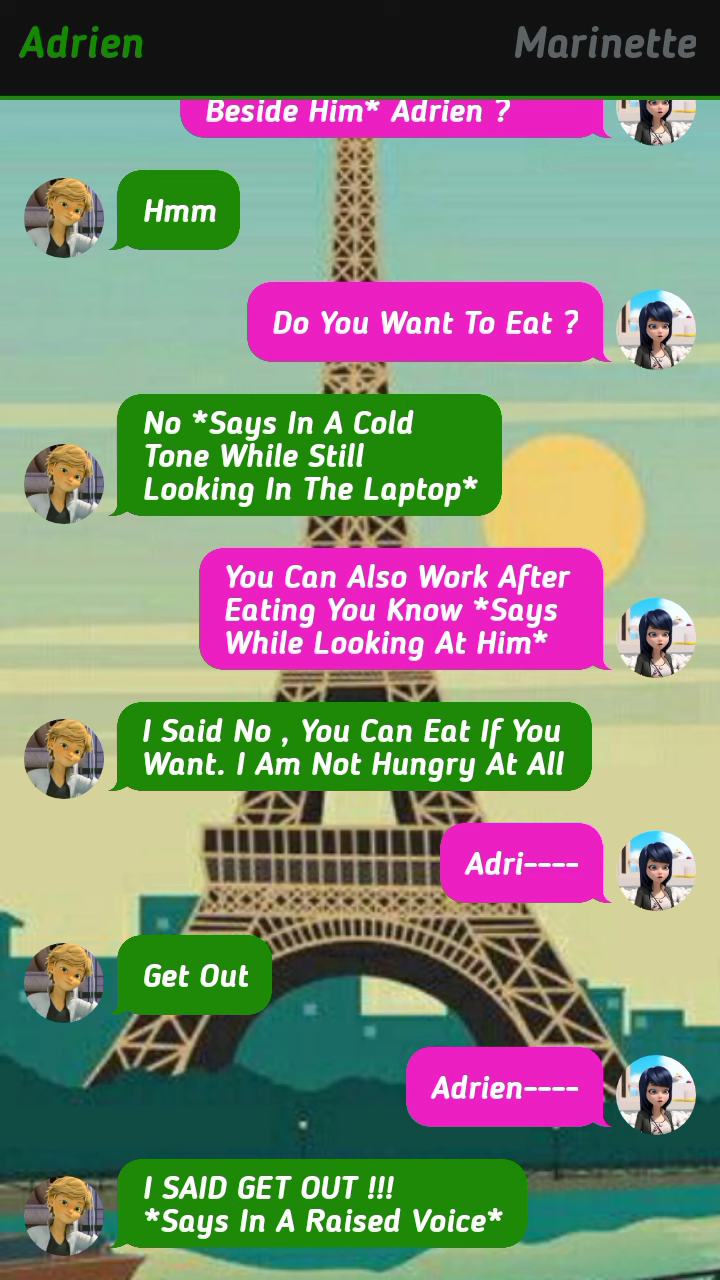 Adrien
Marinette
Beside Him* Adrien ?
Hmm
Do You Want To Eat ?
No *Says In A Cold
Tone While Still
Looking In The Laptop*
You Can Also Work After
Eating You Know *Says
While Looking At Him*
I Said No , You Can Eat If You
Want. I Am Not Hungry At All
Adri----
Get Out
Adrien----
I SAID GET OUT !!!
*Says In A Raised Voice*